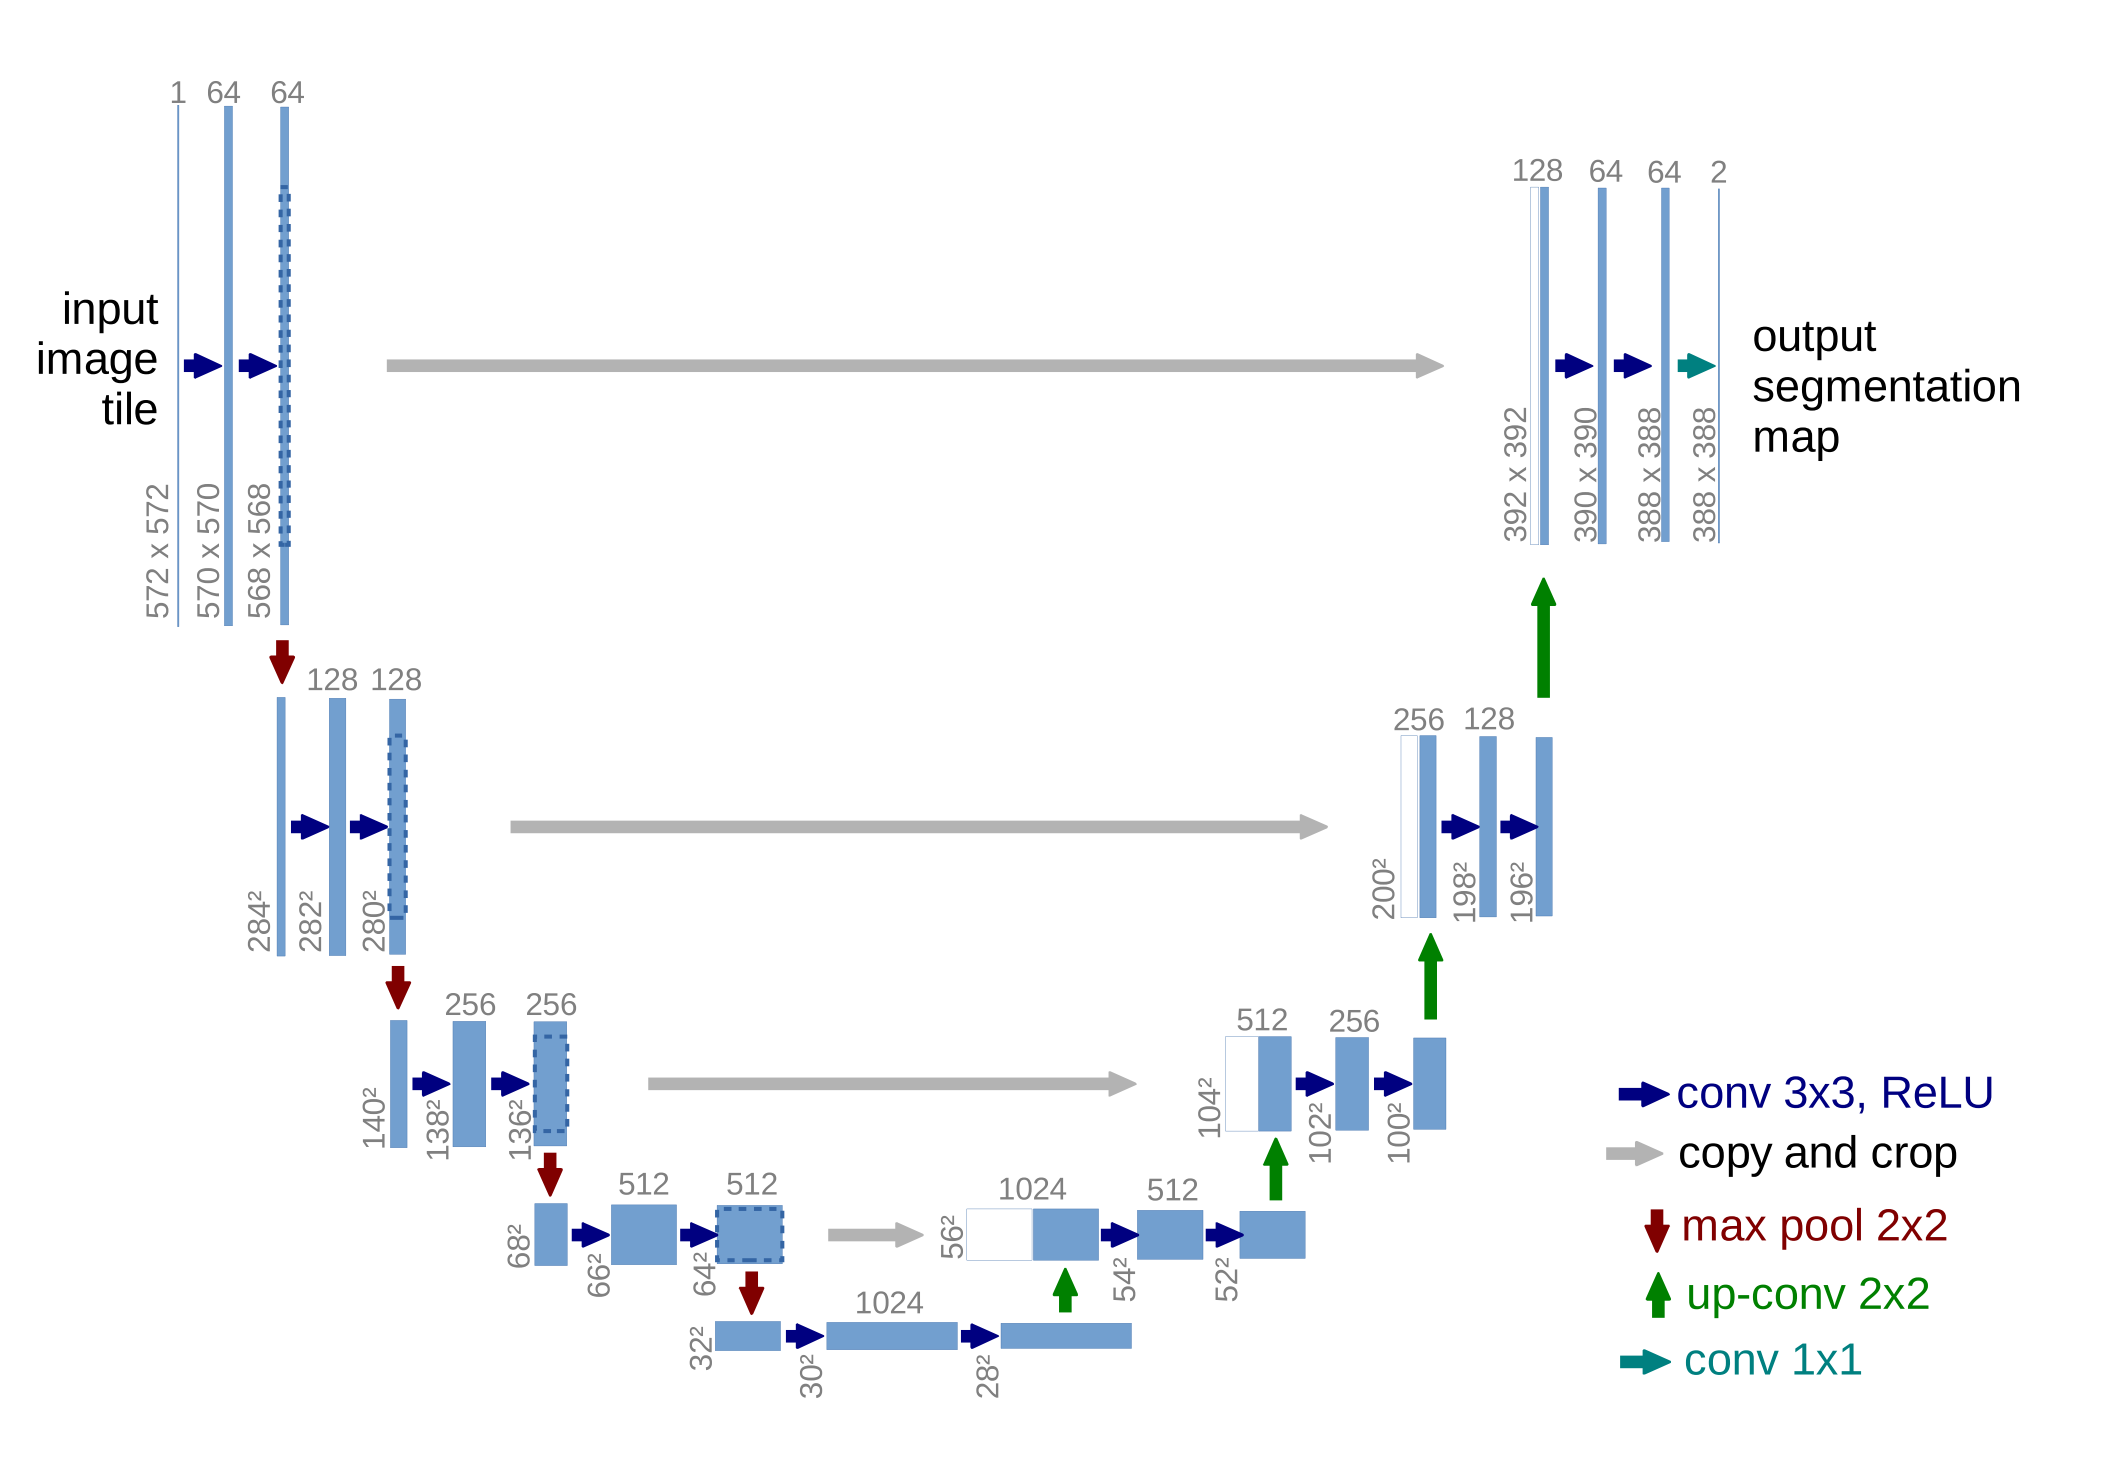 1 64 64
128 64 64 2
input
image
tile
output
segmentation
map
572 x 572
570 x 570
568 x 568
392 x 392
390 x 390
388 x 388
388 x 388
128 128
256 128
284²
282²
280²
200²
198²
196²
256 256
512 256
140²
138²
136²
104²
102²
100²
512 512
1024 512
68²
66²
64²
56²
54²
52²
1024
32²
30²
28²
conv 3x3, ReLU
copy and crop
max pool 2x2
up-conv 2x2
conv 1x1